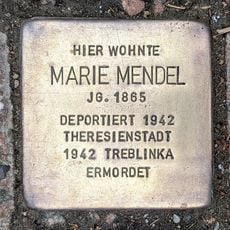 HIER WOHNTE
MARIE MENDEL
JG. 1865
DEPORTIERT 1942
THERESIENSTADT
1942 TREBLINKA
ERMORDET